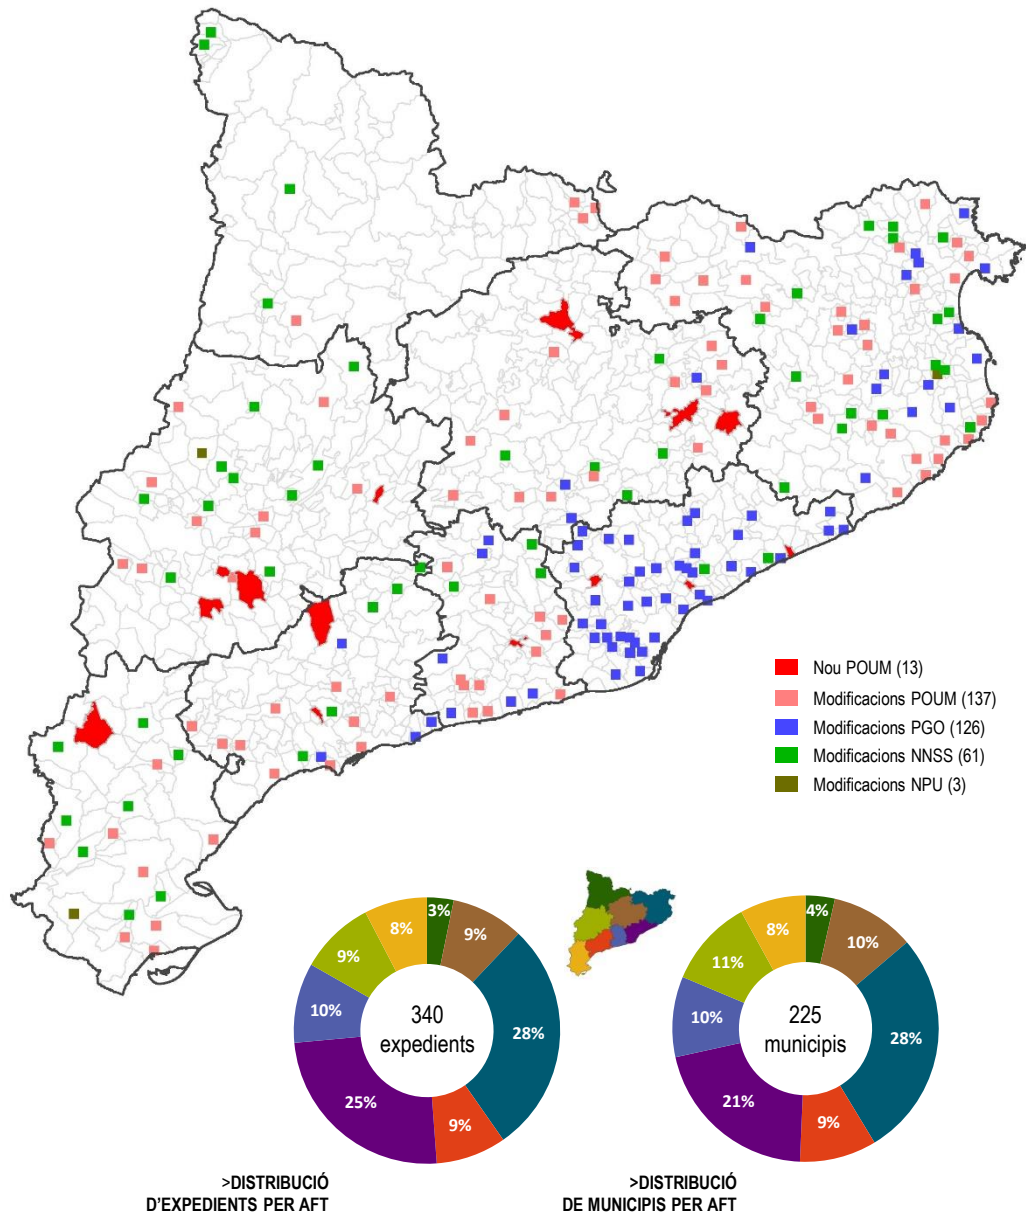 Nou POUM (13)
Modificacions POUM (137)
Modificacions PGO (126)
Modificacions NNSS (61)
Modificacions NPU (3)
3%
9%
28%
9%
25%
10%
9%
8%
340
expedients
4%
10%
28%
9%
21%
10%
11%
8%
225
municipis
>DISTRIBUCIÓ
D'EXPEDIENTS PER AFT
>DISTRIBUCIÓ
DE MUNICIPIS PER AFT